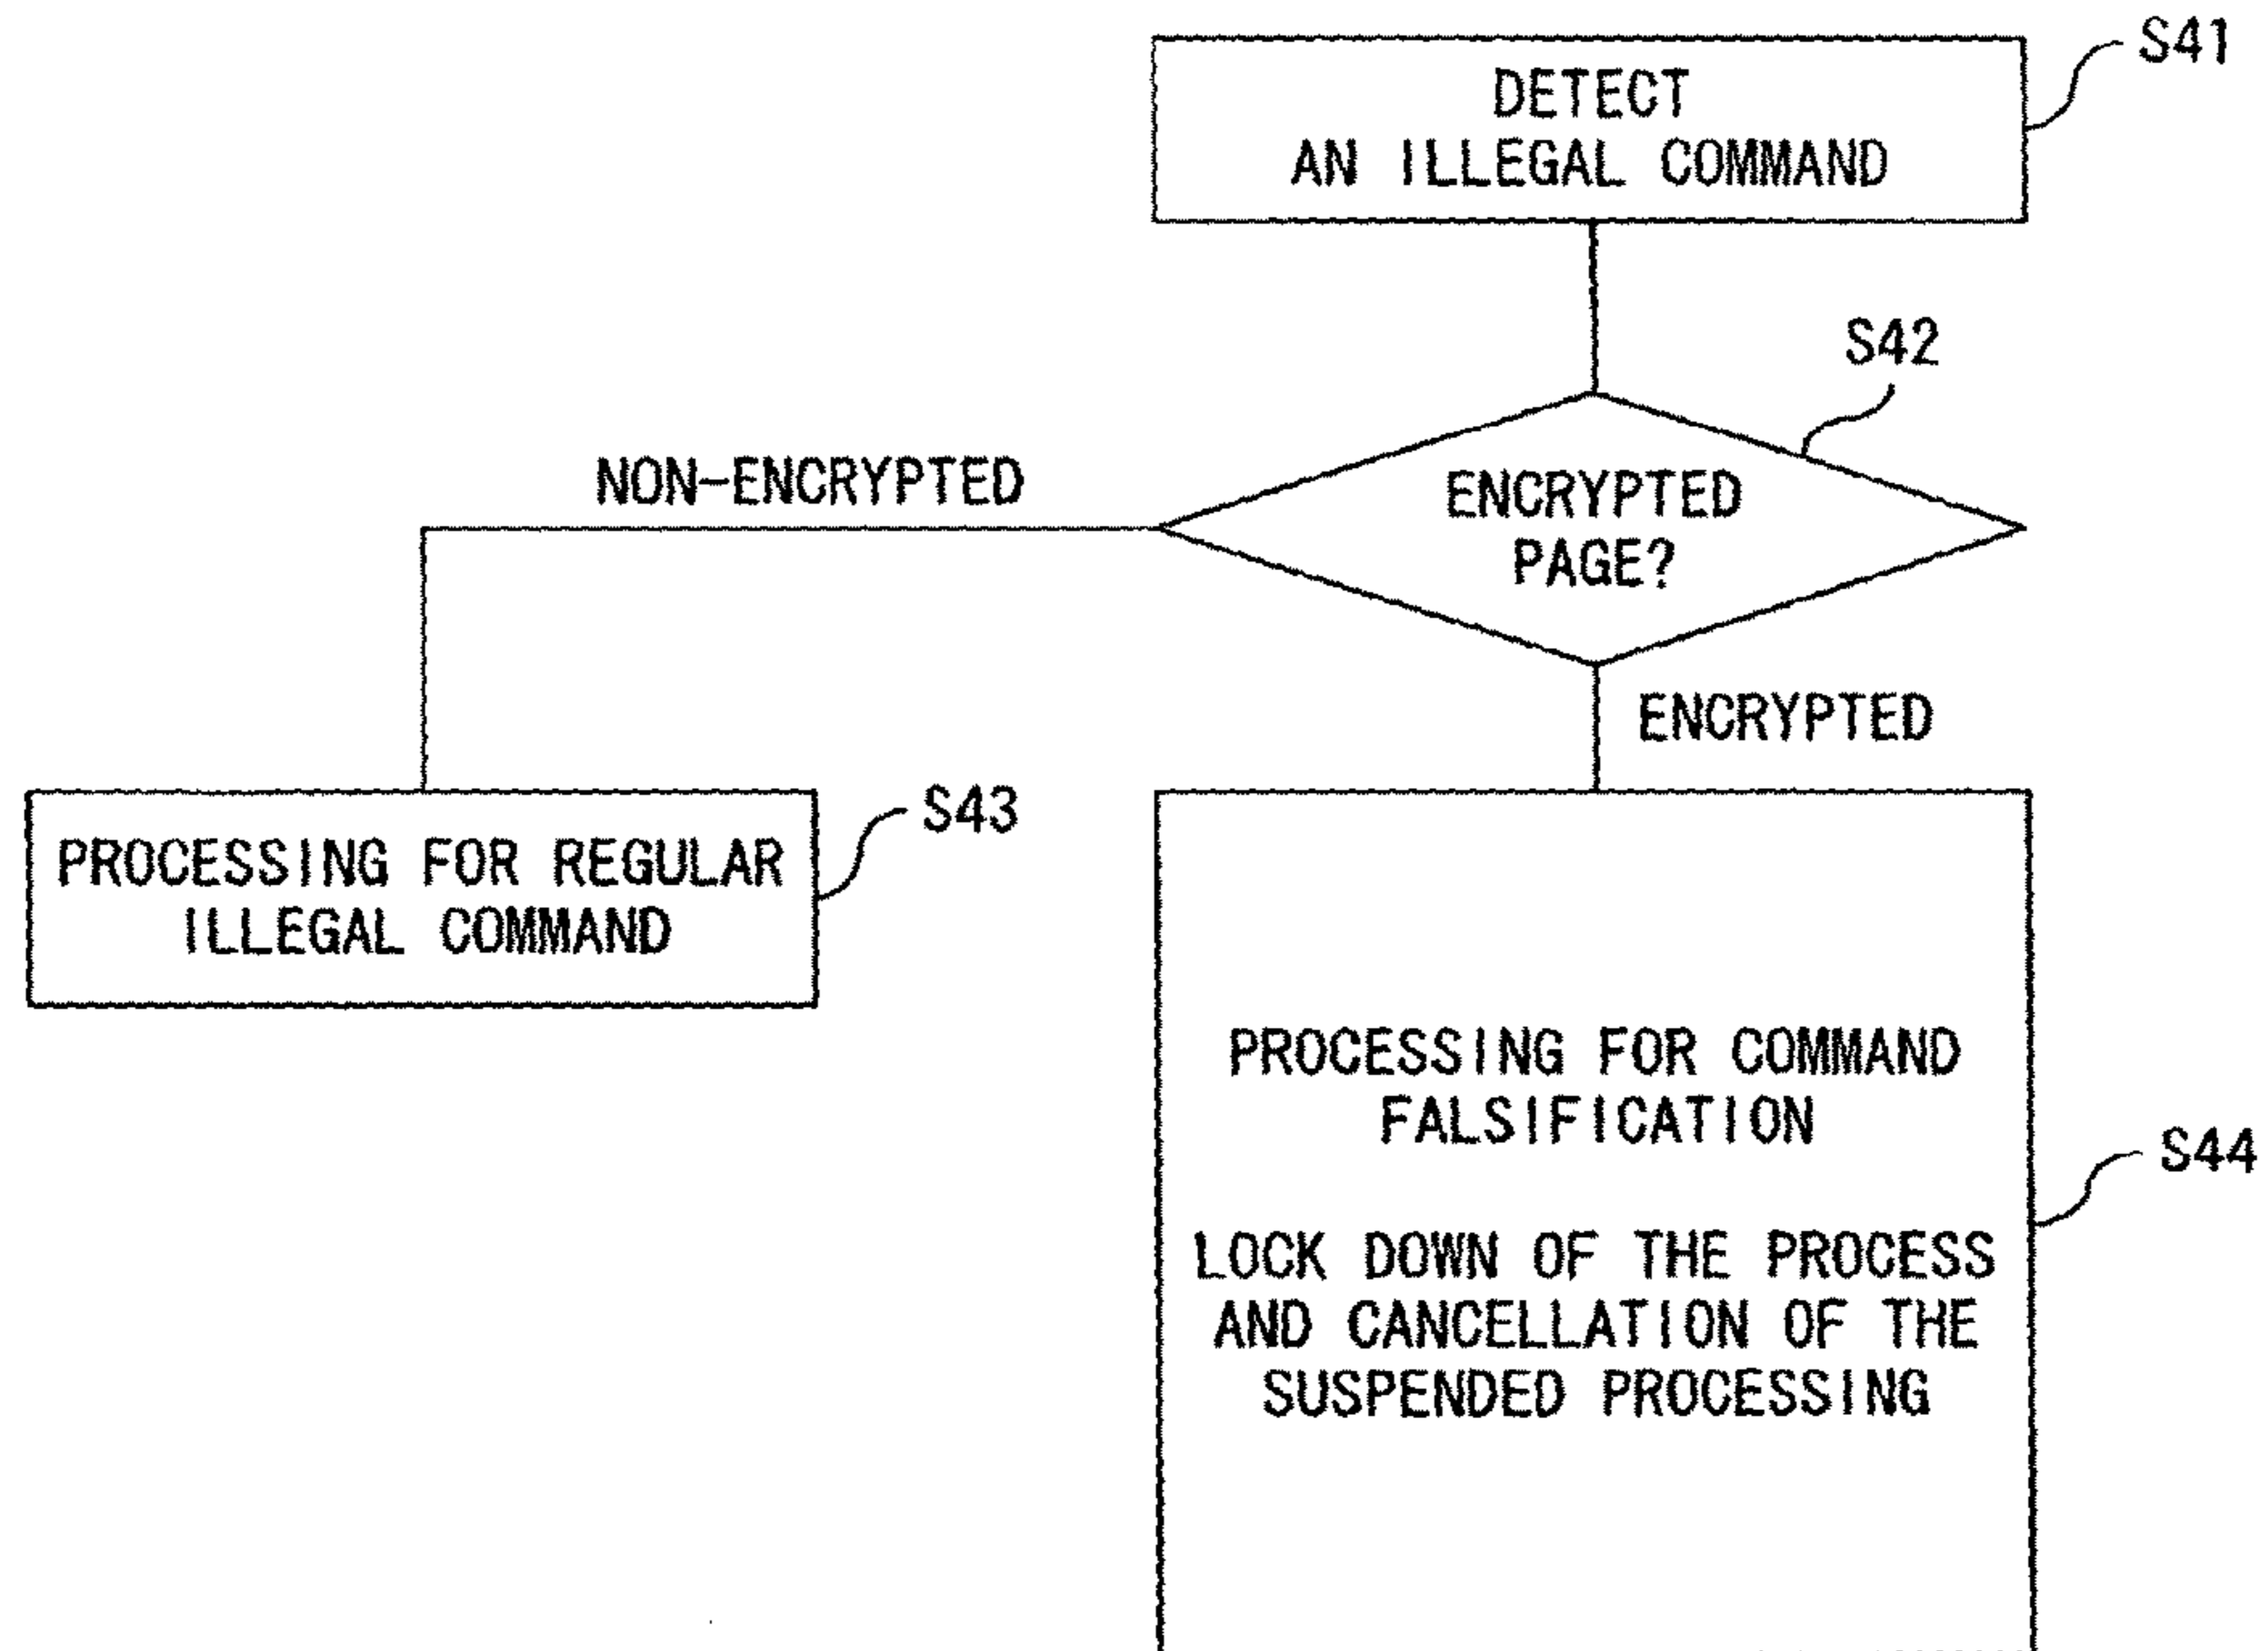 S41
DETECT
AN ILLEGAL COMMAND
S42
NON-ENCRYPTED
ENCRYPTED
PAGE?
ENCRYPTED
S43
PROCESSING FOR REGULAR
ILLEGAL COMMAND
PROCESSING FOR COMMAND
FALSIFICATION
S44
LOCK DOWN OF THE PROCESS
AND CANCELLATION OF THE
SUSPENDED PROCESSING